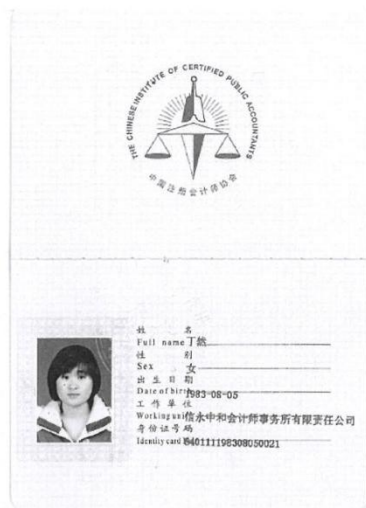 THE CHINESE INSTITUTE OF CERTIFIED PUBLIC ACCOUNTANTS
中国注册会计师协会
姓 名
Full name 丁然
性 别
Sex 女
出生日期
Date of birth 1983-08-05
工作单位
Working unit 信永中和会计师事务所有限责任公司
身份证号码
Identity card 640111198308050021